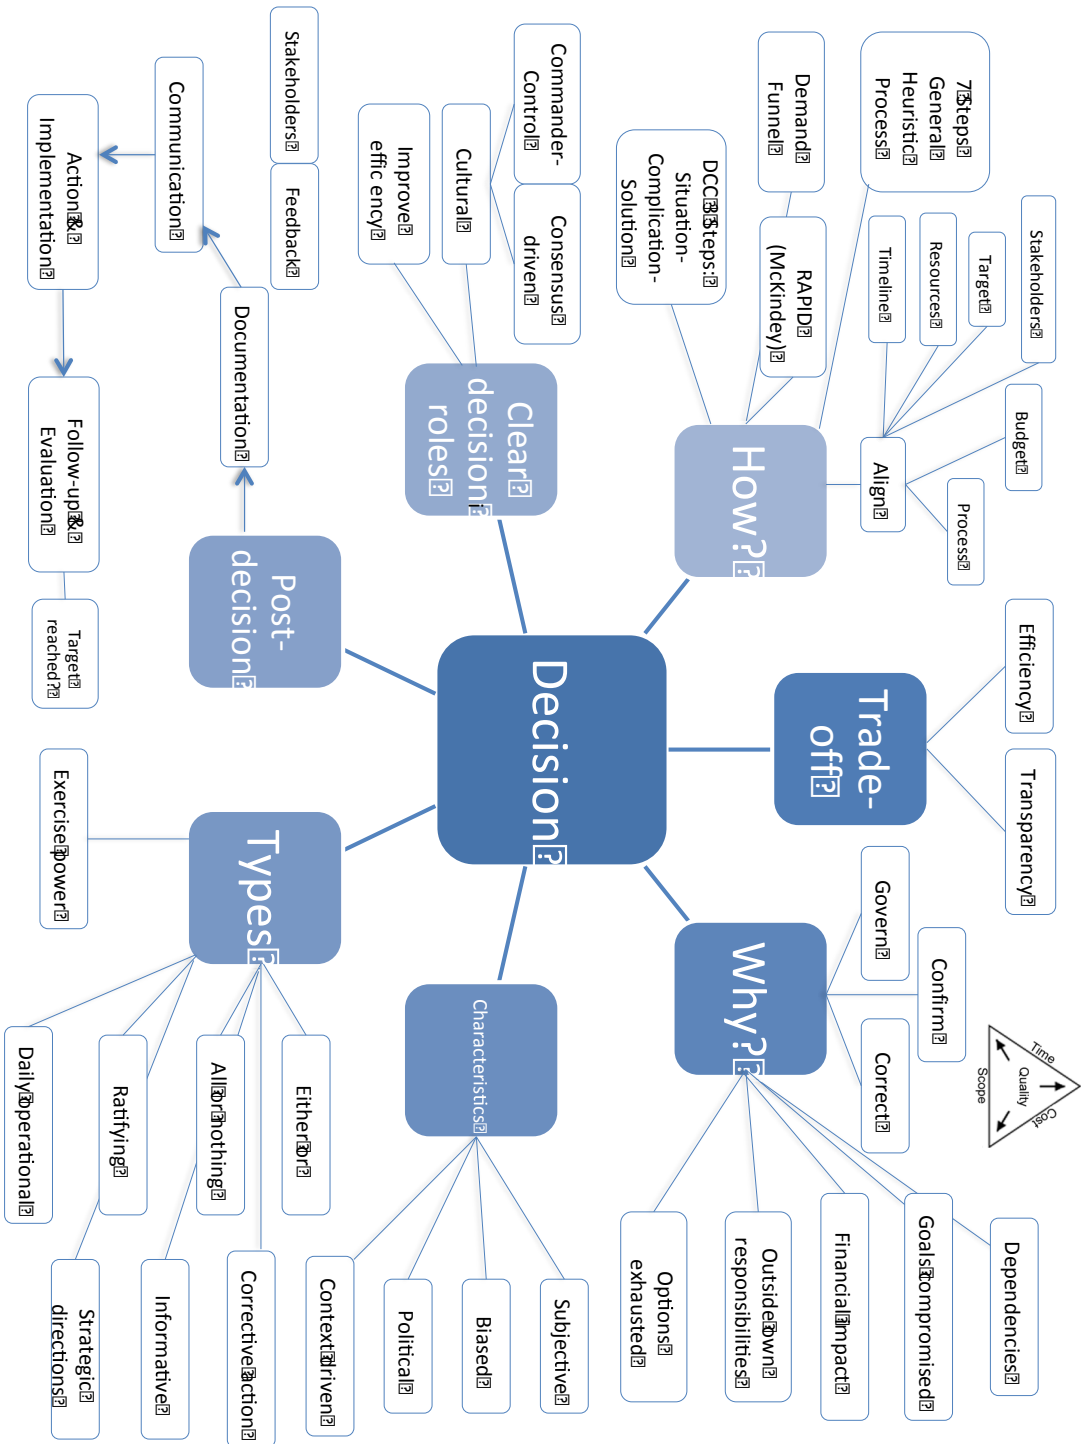 Stakeholders
Feedback
Communication
Action &
Implementation
Documentation
Follow-up &
Evaluation
Target
reached?
Post-
decision
Commander-
Control
Consensus
driven
Cultural
Improve
effic ency
Clear
decision
roles
7 Steps
General
Heuristic
Process
Demand
Funnel
RAPID
(McKindey)
DCC 3 Steps:
Situation-
Complication-
Solution
Stakeholders
Target
Resources
Timeline
Budget
Process
Align
How?
Decision
Trade-
off
Efficiency
Transparency
Why?
Govern
Confirm
Correct
Time
Cost
Quality
Scope
Dependencies
Goals compromised
Financial impact
Outside own
responsibilities
Options
exhausted
Characteristics
Subjective
Biased
Political
Context driven
Types
Exercise power
Either or
All or nothing
Ratifying
Daily operational
Corrective action
Informative
Strategic
directions